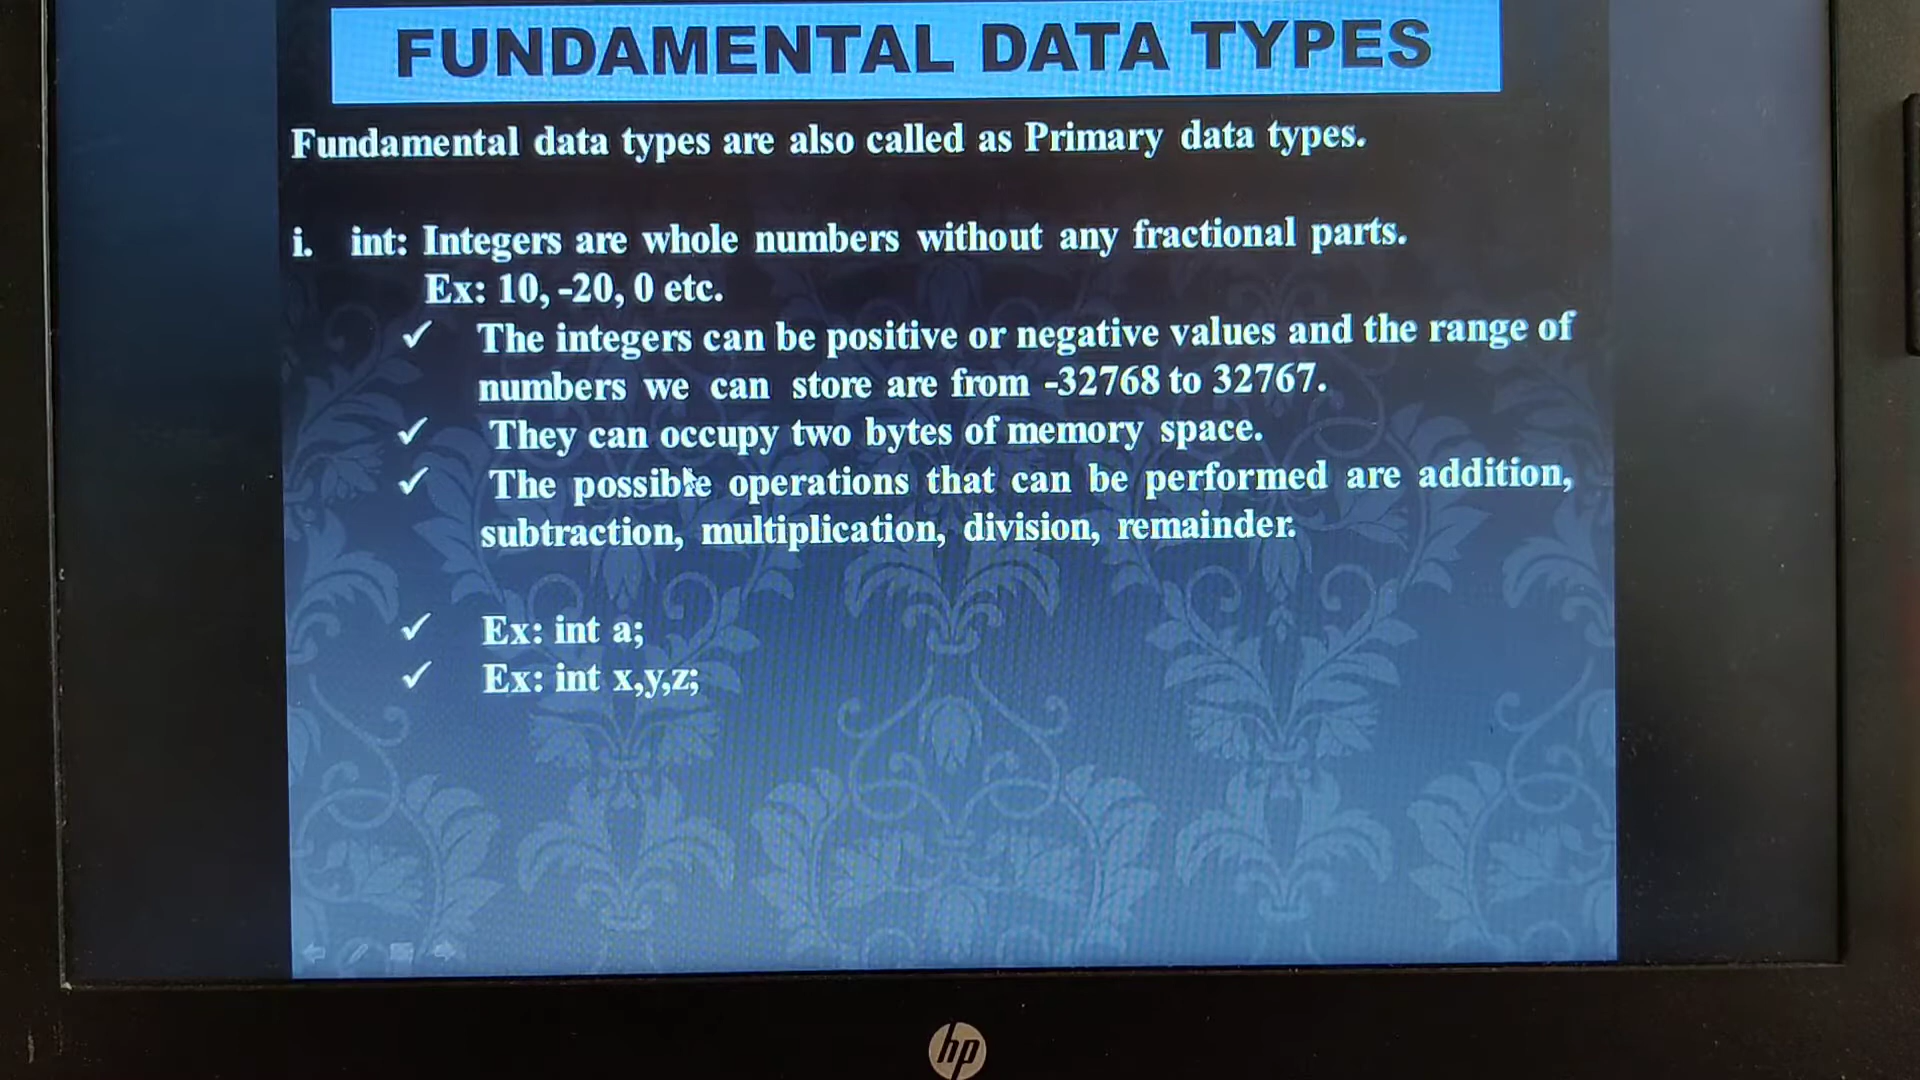 FUNDAMENTAL DATA TYPES
Fundamental data types are also called as Primary data types.
i. int: Integers are whole numbers without any fractional parts.
Ex: 10, -20, 0 etc.
✓ The integers can be positive or negative values and the range of
numbers we can store are from -32768 to 32767.
✓ They can occupy two bytes of memory space.
✓ The possible operations that can be performed are addition,
subtraction, multiplication, division, remainder.
✓ Ex: int a;
✓ Ex: int x,y,z;
hp